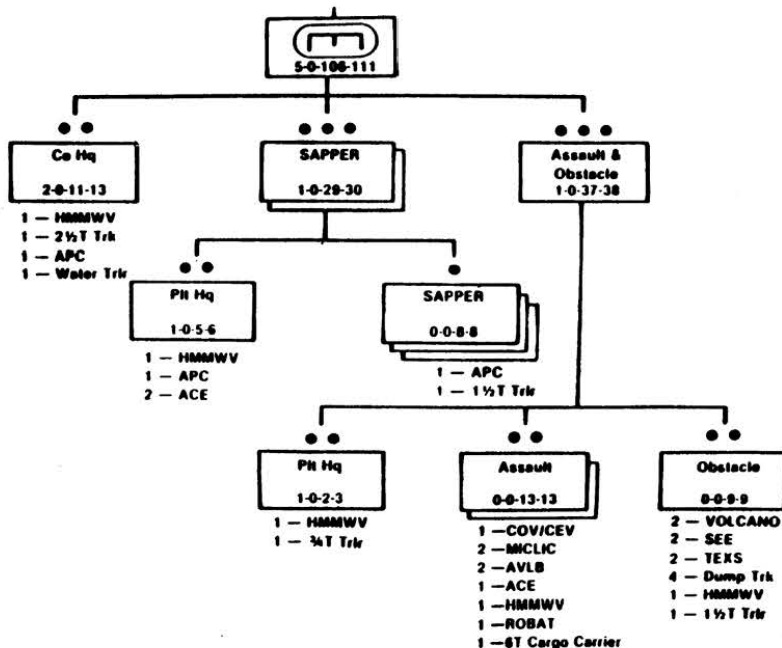 5-0-106-111
Co Hq
2-0-11-13
1 — HMMWV
1 — 2½T Trk
1 — APC
1 — Water Trlr
SAPPER
1-0-29-30
Assault &
Obstacle
1-0-37-38
Plt Hq
1-0-5-6
1 — HMMWV
1 — APC
2 — ACE
SAPPER
0-0-8-8
1 — APC
1 — 1½T Trlr
Plt Hq
1-0-2-3
1 — HMMWV
1 — ¾T Trlr
Assault
0-0-13-13
1 —COV/CEV
2 —MICLIC
2 —AVLB
1 —ACE
1 —HMMWV
1 —ROBAT
1 —6T Cargo Carrier
Obstacle
0-0-9-9
2 — VOLCANO
2 — SEE
2 — TEXS
4 — Dump Trk
1 — HMMWV
1 — 1½T Trlr